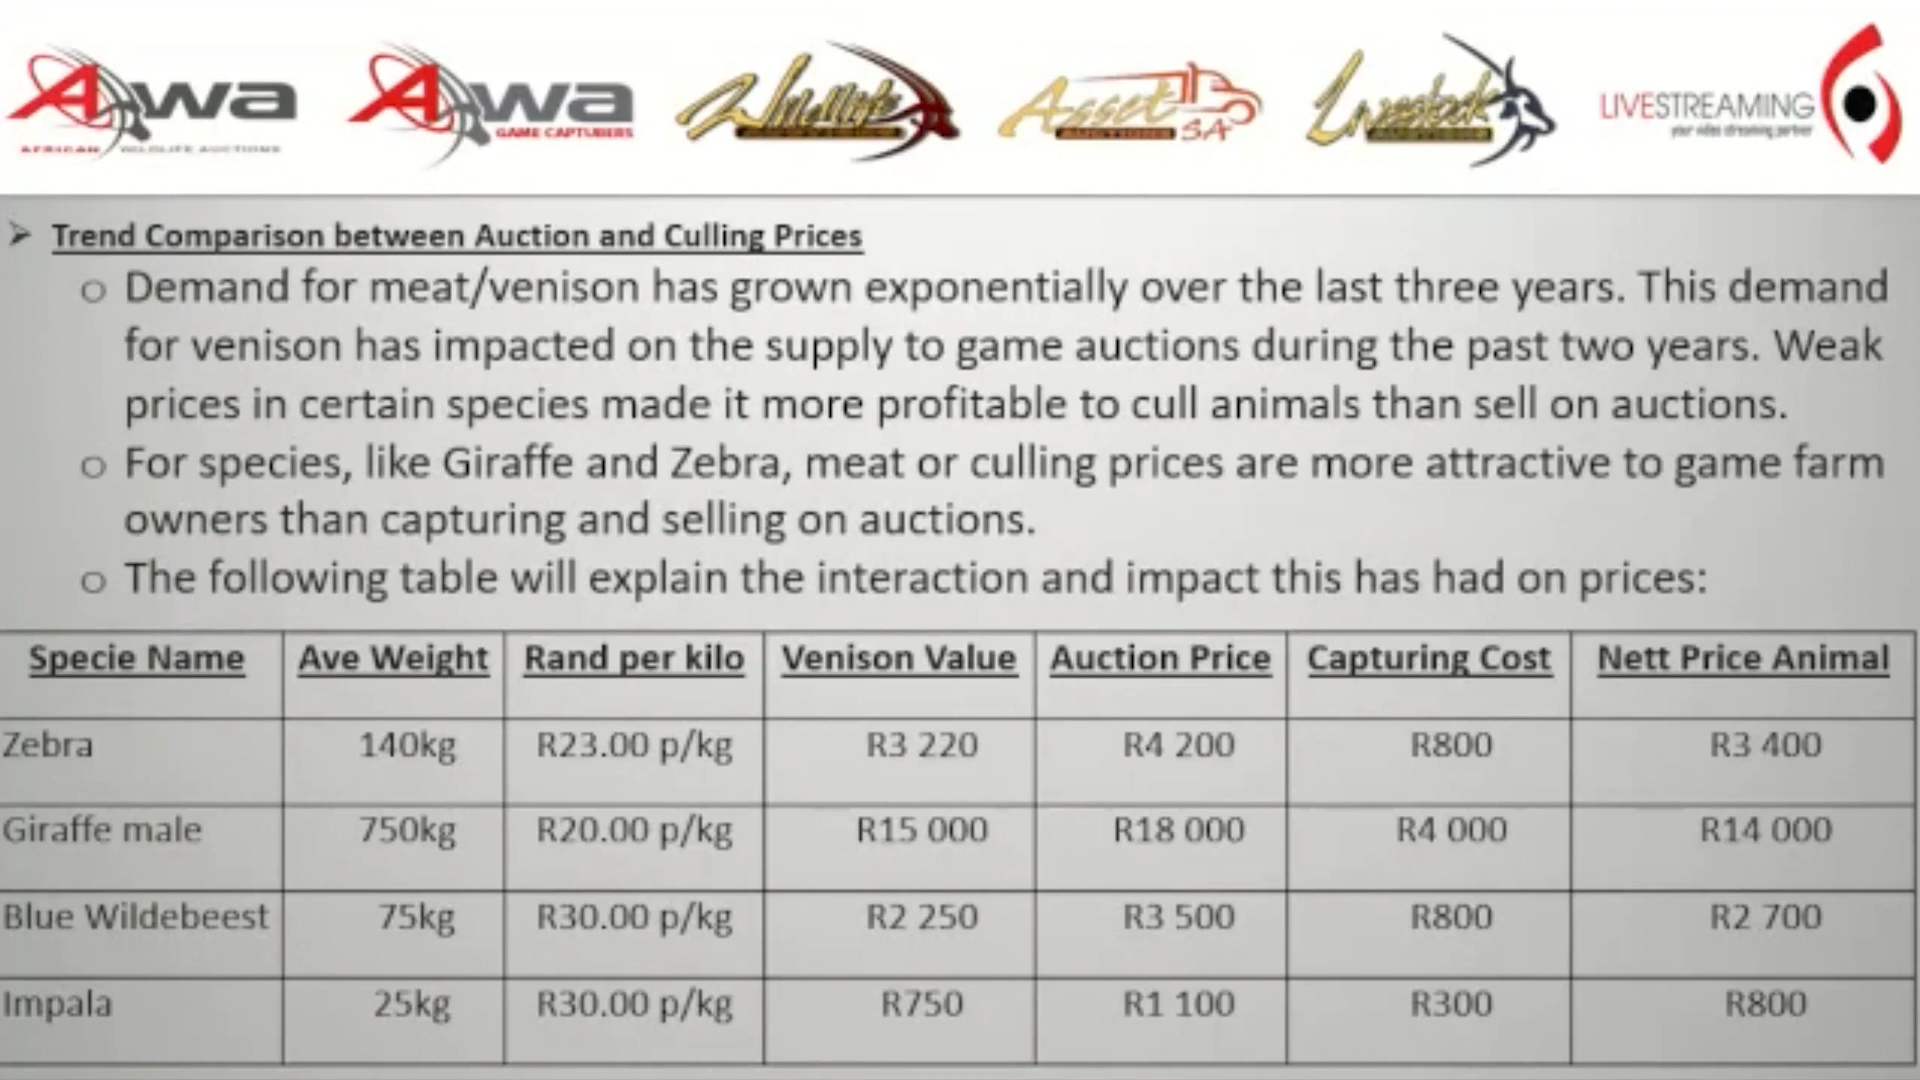 Awa
AFRICAN WILDLIFE AUCTIONS
Awa
GAME CAPTURERS
Wildlife
Asset
AUCTIONS SA
Livestock
LIVESTREAMING
your video streaming partner
➢ Trend Comparison between Auction and Culling Prices
o Demand for meat/venison has grown exponentially over the last three years. This demand
for venison has impacted on the supply to game auctions during the past two years. Weak
prices in certain species made it more profitable to cull animals than sell on auctions.
o For species, like Giraffe and Zebra, meat or culling prices are more attractive to game farm
owners than capturing and selling on auctions.
o The following table will explain the interaction and impact this has had on prices:
Specie Name Ave Weight Rand per kilo Venison Value Auction Price Capturing Cost Nett Price Animal
Zebra 140kg R23.00 p/kg R3 220 R4 200 R800 R3 400
Giraffe male 750kg R20.00 p/kg R15 000 R18 000 R4 000 R14 000
Blue Wildebeest 75kg R30.00 p/kg R2 250 R3 500 R800 R2 700
Impala 25kg R30.00 p/kg R750 R1 100 R300 R800